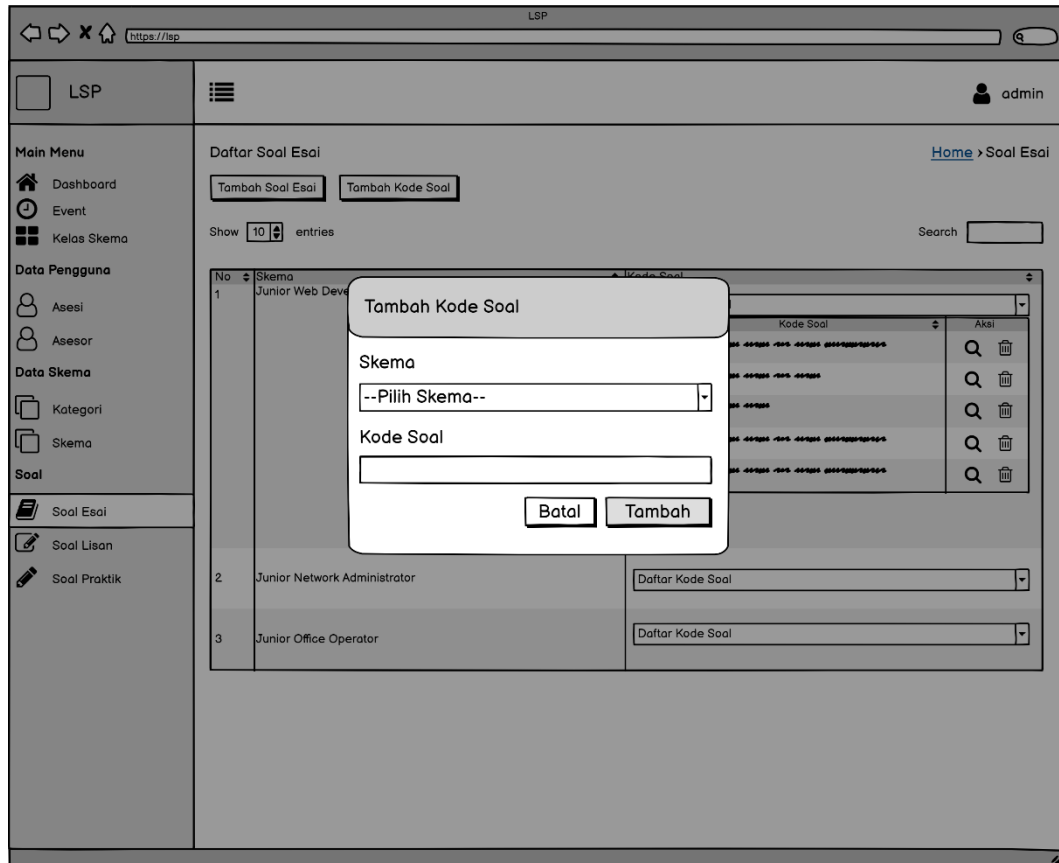 LSP
https://lsp
LSP
admin
Main Menu
Dashboard
Event
Kelas Skema
Data Pengguna
Asesi
Asesor
Data Skema
Kategori
Skema
Soal
Soal Esai
Soal Lisan
Soal Praktik
Daftar Soal Esai
Home > Soal Esai
Tambah Soal Esai Tambah Kode Soal
Show 10 entries
Search
No Skema Kode Soal
1 Junior Web
Kode Soal Aksi
Tambah Kode Soal
Skema
--Pilih Skema--
Kode Soal
Batal Tambah
2 Junior Network Administrator Daftar Kode Soal
3 Junior Office Operator Daftar Kode Soal